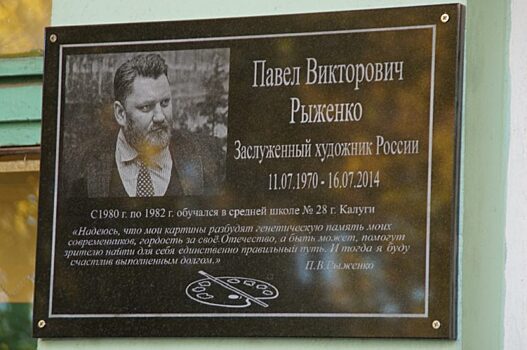 Павел Викторович
Рыженко
Заслуженный художник России
11.07.1970 - 16.07.2014
С1980 г. по 1982 г. обучался в средней школе № 28 г. Калуги
«Надеюсь, что мои картины разбудят генетическую память моих
современников, гордость за своё.Отечество, а быть может, помогут
зрителю найти для себя единственно правильный путь. И тогда я буду
счастлив выполненным долгом.»
П.В.Рыженко